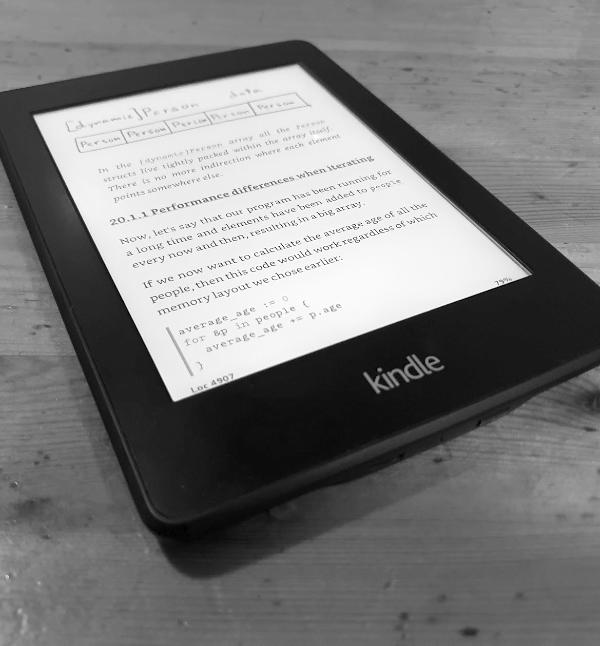 [dynamic]Person data
Person Person Person Person Person
In the [dynamic]Person array all the Person
structs live tightly packed within the array itself.
There is no more indirection where each element
points somewhere else.
20.1.1 Performance differences when iterating
Now, let's say that our program has been running for
a long time and elements have been added to people
every now and then, resulting in a big array.
If we now want to calculate the average age of all the
people, then this code would work regardless of which
memory layout we chose earlier:
average_age := 0
for &p in people {
average_age += p.age
}
Loc 4907
79%
kindle